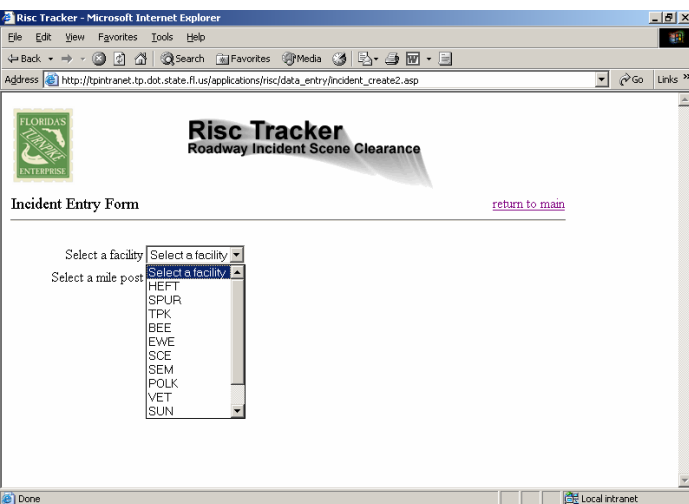 Risc Tracker - Microsoft Internet Explorer
File Edit View Favorites Tools Help
Back Search Favorites Media
Address http://tpintranet.tp.dot.state.fl.us/applications/risc/data_entry/incident_create2.asp Go Links »
FLORIDA'S
TURNPIKE
ENTERPRISE
Risc Tracker
Roadway Incident Scene Clearance
Incident Entry Form return to main
Select a facility Select a facility
Select a mile post Select a facility
HEFT
SPUR
TPK
BEE
EWE
SCE
SEM
POLK
VET
SUN
Done Local intranet